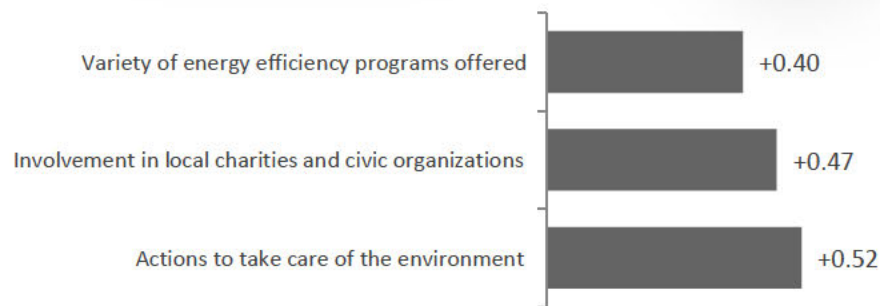 Variety of energy efficiency programs offered
+0.40
Involvement in local charities and civic organizations
+0.47
Actions to take care of the environment
+0.52